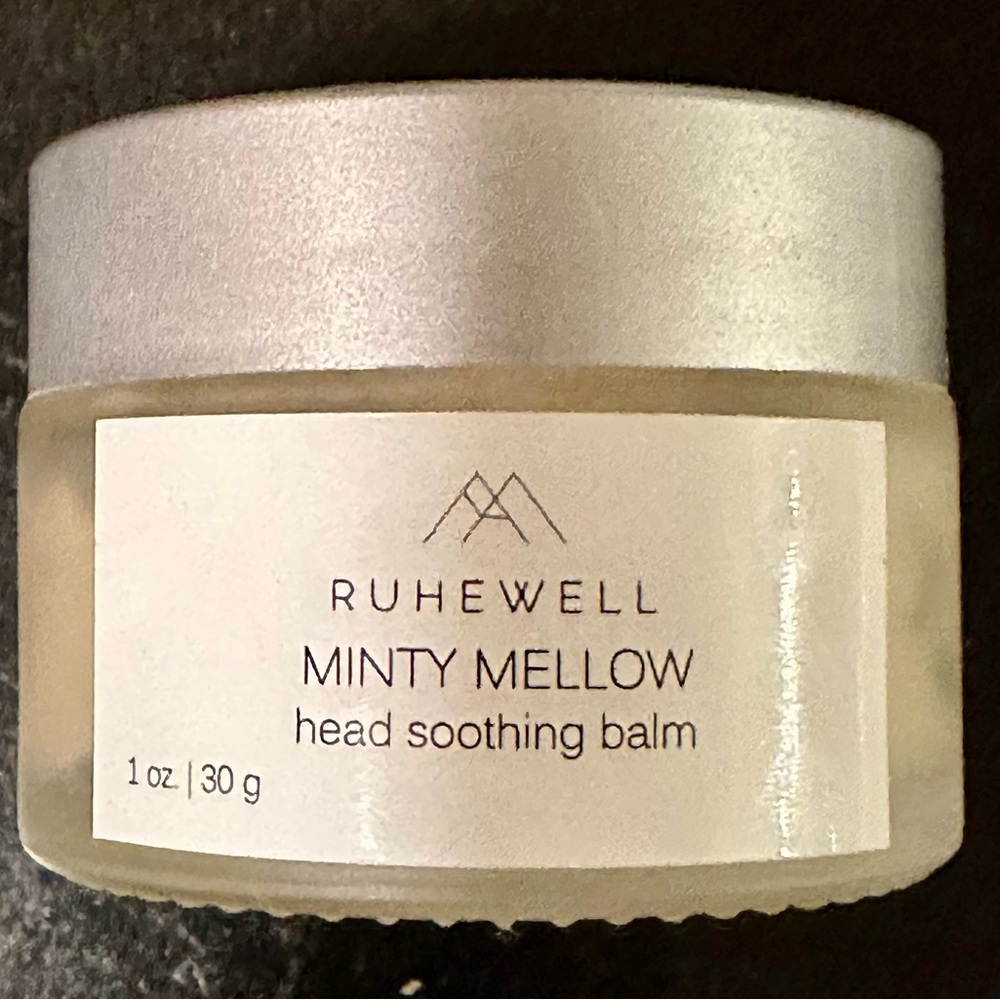 RUHEWELL
MINTY MELLOW
head soothing balm
1 oz. | 30 g